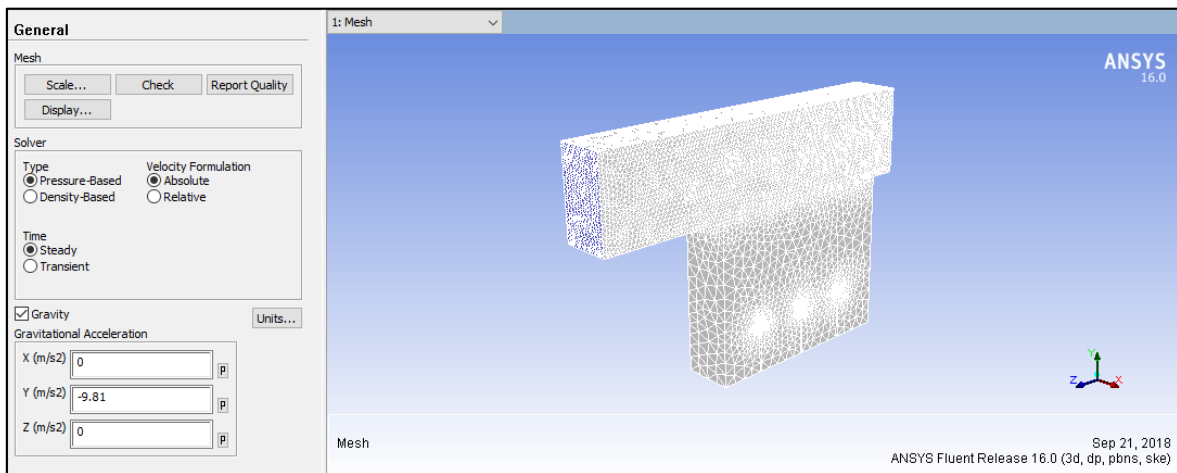 General
Mesh
Scale...
Check
Report Quality
Display...
Solver
Type
Velocity Formulation
Pressure-Based
Absolute
Density-Based
Relative
Time
Steady
Transient
Gravity
Units...
Gravitational Acceleration
X (m/s2)
0
P
Y (m/s2)
-9.81
P
Z (m/s2)
0
P
1: Mesh
ANSYS
16.0
Y
Z
X
Mesh
Sep 21, 2018
ANSYS Fluent Release 16.0 (3d, dp, pbns, ske)